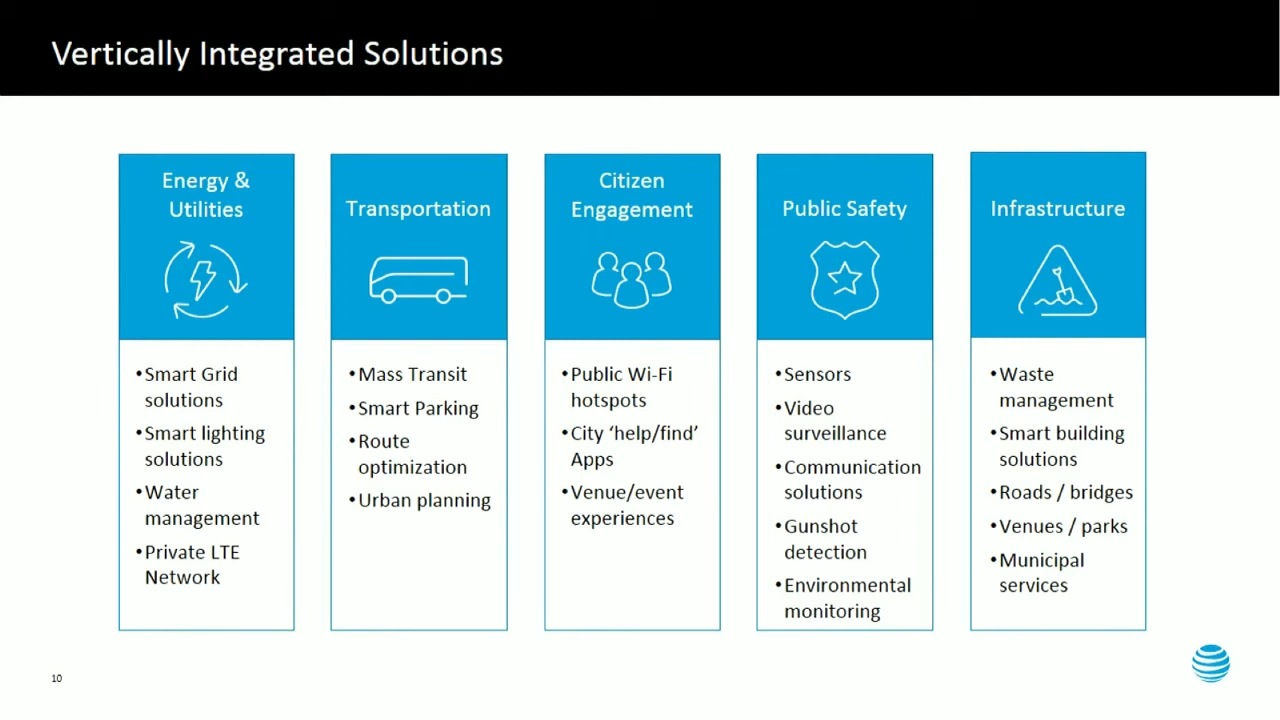 Vertically Integrated Solutions
Energy &
Utilities
•Smart Grid
solutions
•Smart lighting
solutions
•Water
management
•Private LTE
Network
Transportation
•Mass Transit
•Smart Parking
•Route
optimization
•Urban planning
Citizen
Engagement
•Public Wi-Fi
hotspots
•City ‘help/find’
Apps
•Venue/event
experiences
Public Safety
•Sensors
•Video
surveillance
•Communication
solutions
•Gunshot
detection
•Environmental
monitoring
Infrastructure
•Waste
management
•Smart building
solutions
•Roads / bridges
•Venues / parks
•Municipal
services
10